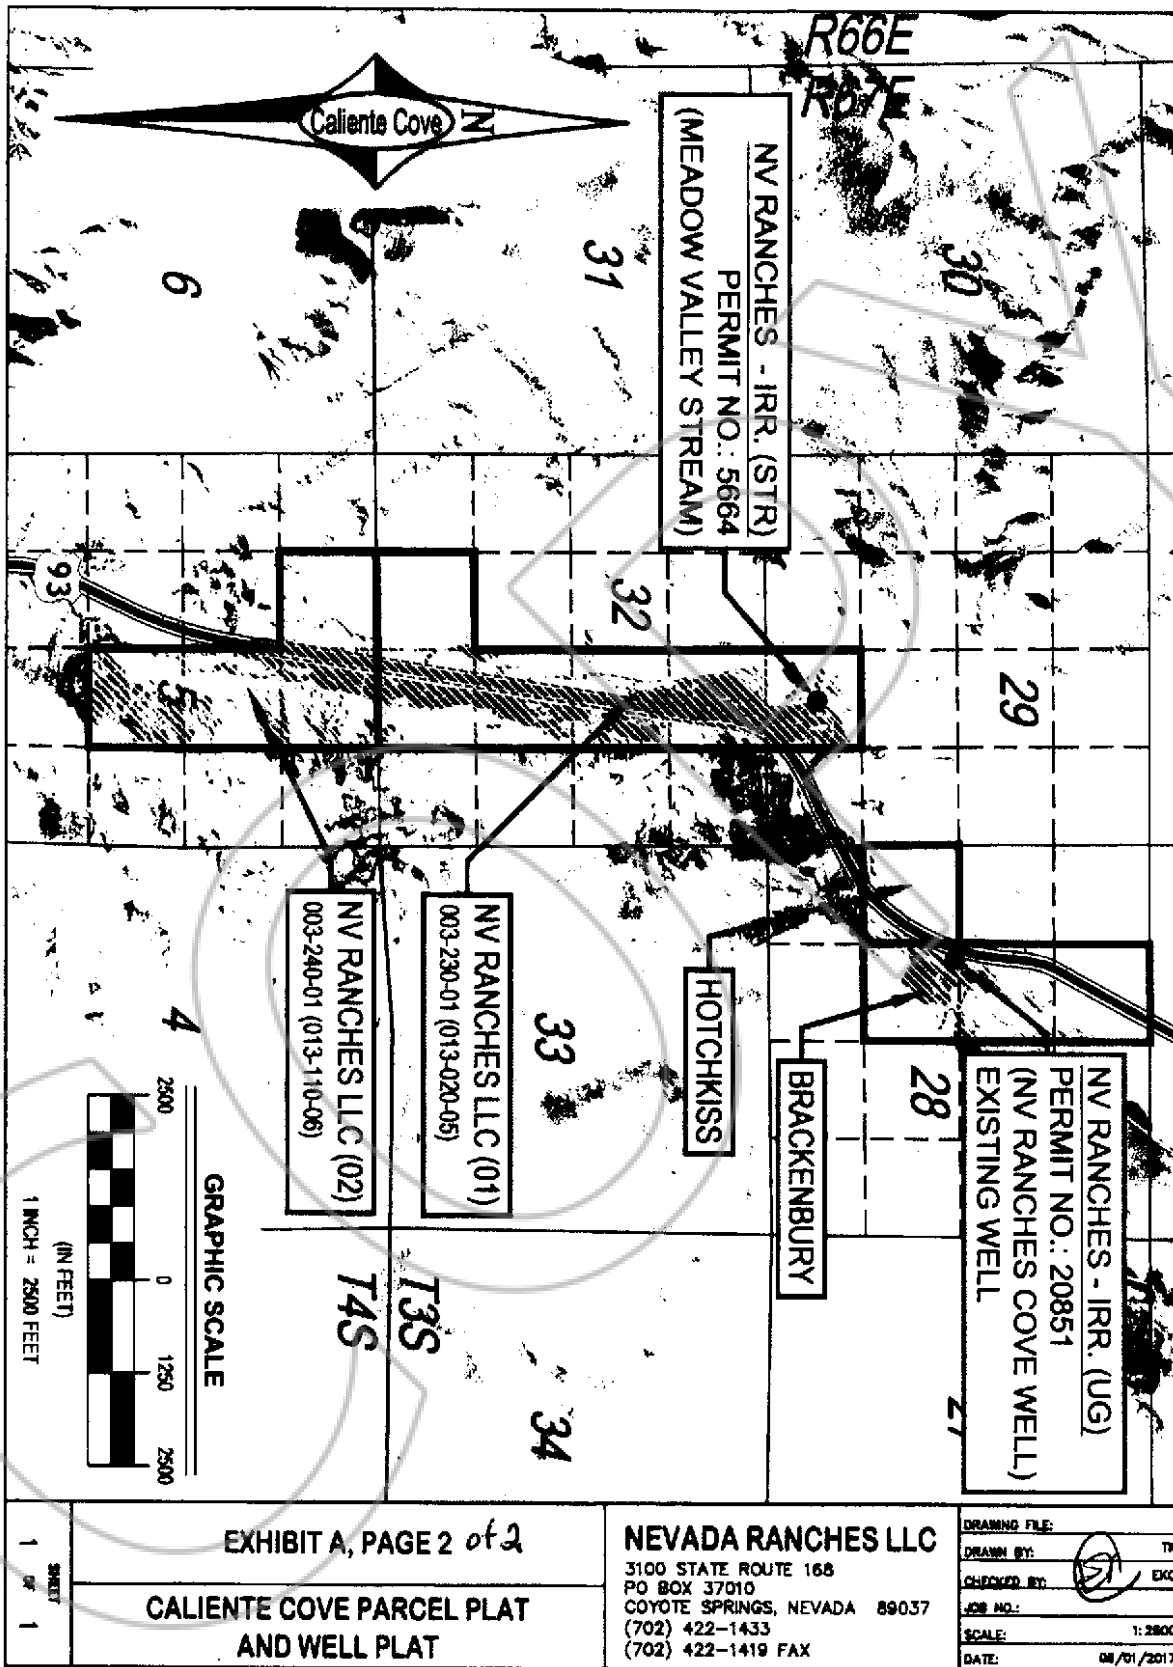 R66E
R67E
Caliente Cove
N
NV RANCHES - IRR. (STR)
PERMIT NO.: 5664
(MEADOW VALLEY STREAM)
30
31
6
29
32
5
93
28
33
4
34
NV RANCHES - IRR. (UG)
PERMIT NO.: 20851
(NV RANCHES COVE WELL)
EXISTING WELL
BRACKENBURY
HOTCHKISS
NV RANCHES LLC (01)
003-230-01 (013-020-05)
NV RANCHES LLC (02)
003-240-01 (013-110-06)
T3S
T4S
GRAPHIC SCALE
2500 0 1250 2500
(IN FEET)
1 INCH = 2500 FEET
EXHIBIT A, PAGE 2 of 2
CALIENTE COVE PARCEL PLAT
AND WELL PLAT
SHEET
1 OF 1
NEVADA RANCHES LLC
3100 STATE ROUTE 168
PO BOX 37010
COYOTE SPRINGS, NEVADA 89037
(702) 422-1433
(702) 422-1419 FAX
DRAWING FILE:
DRAWN BY:
CHECKED BY:
JOB NO.:
SCALE:
DATE: